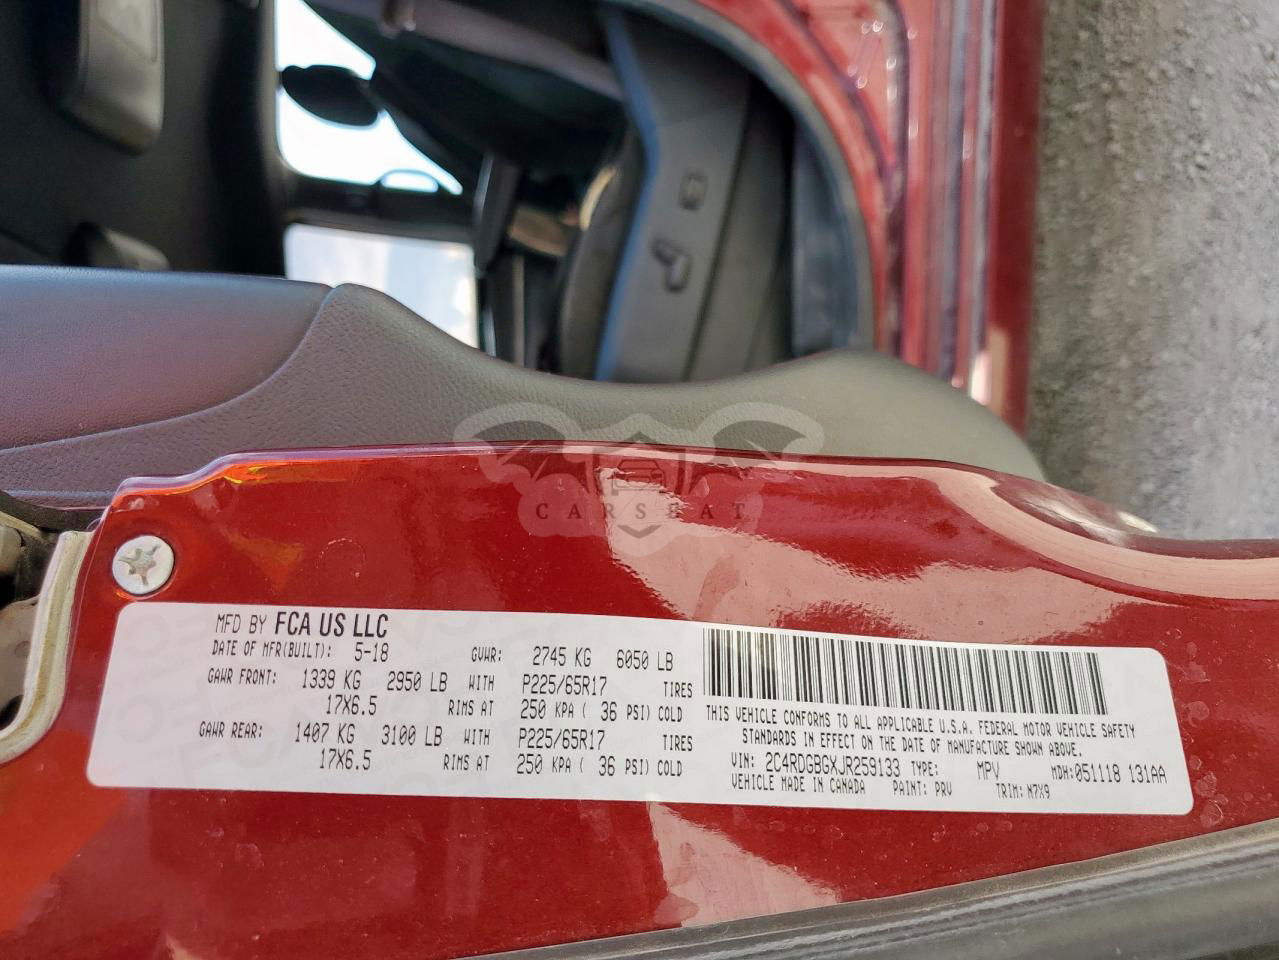 CARSEAT
MFD BY FCA US LLC
DATE OF MFR(BUILT): 5-18 GVWR: 2745 KG 6050 LB
GAWR FRONT: 1339 KG 2950 LB WITH P225/65R17 TIRES
17X6.5 RIMS AT 250 KPA ( 36 PSI) COLD
GAWR REAR: 1407 KG 3100 LB WITH P225/65R17 TIRES
17X6.5 RIMS AT 250 KPA ( 36 PSI) COLD
THIS VEHICLE CONFORMS TO ALL APPLICABLE U.S.A. FEDERAL MOTOR VEHICLE SAFETY
STANDARDS IN EFFECT ON THE DATE OF MANUFACTURE SHOWN ABOVE.
VIN: 2C4RDGBGXJR259133 TYPE: MPV MDH:051118 131AA
VEHICLE MADE IN CANADA PAINT: PRV TRIM: N7X9